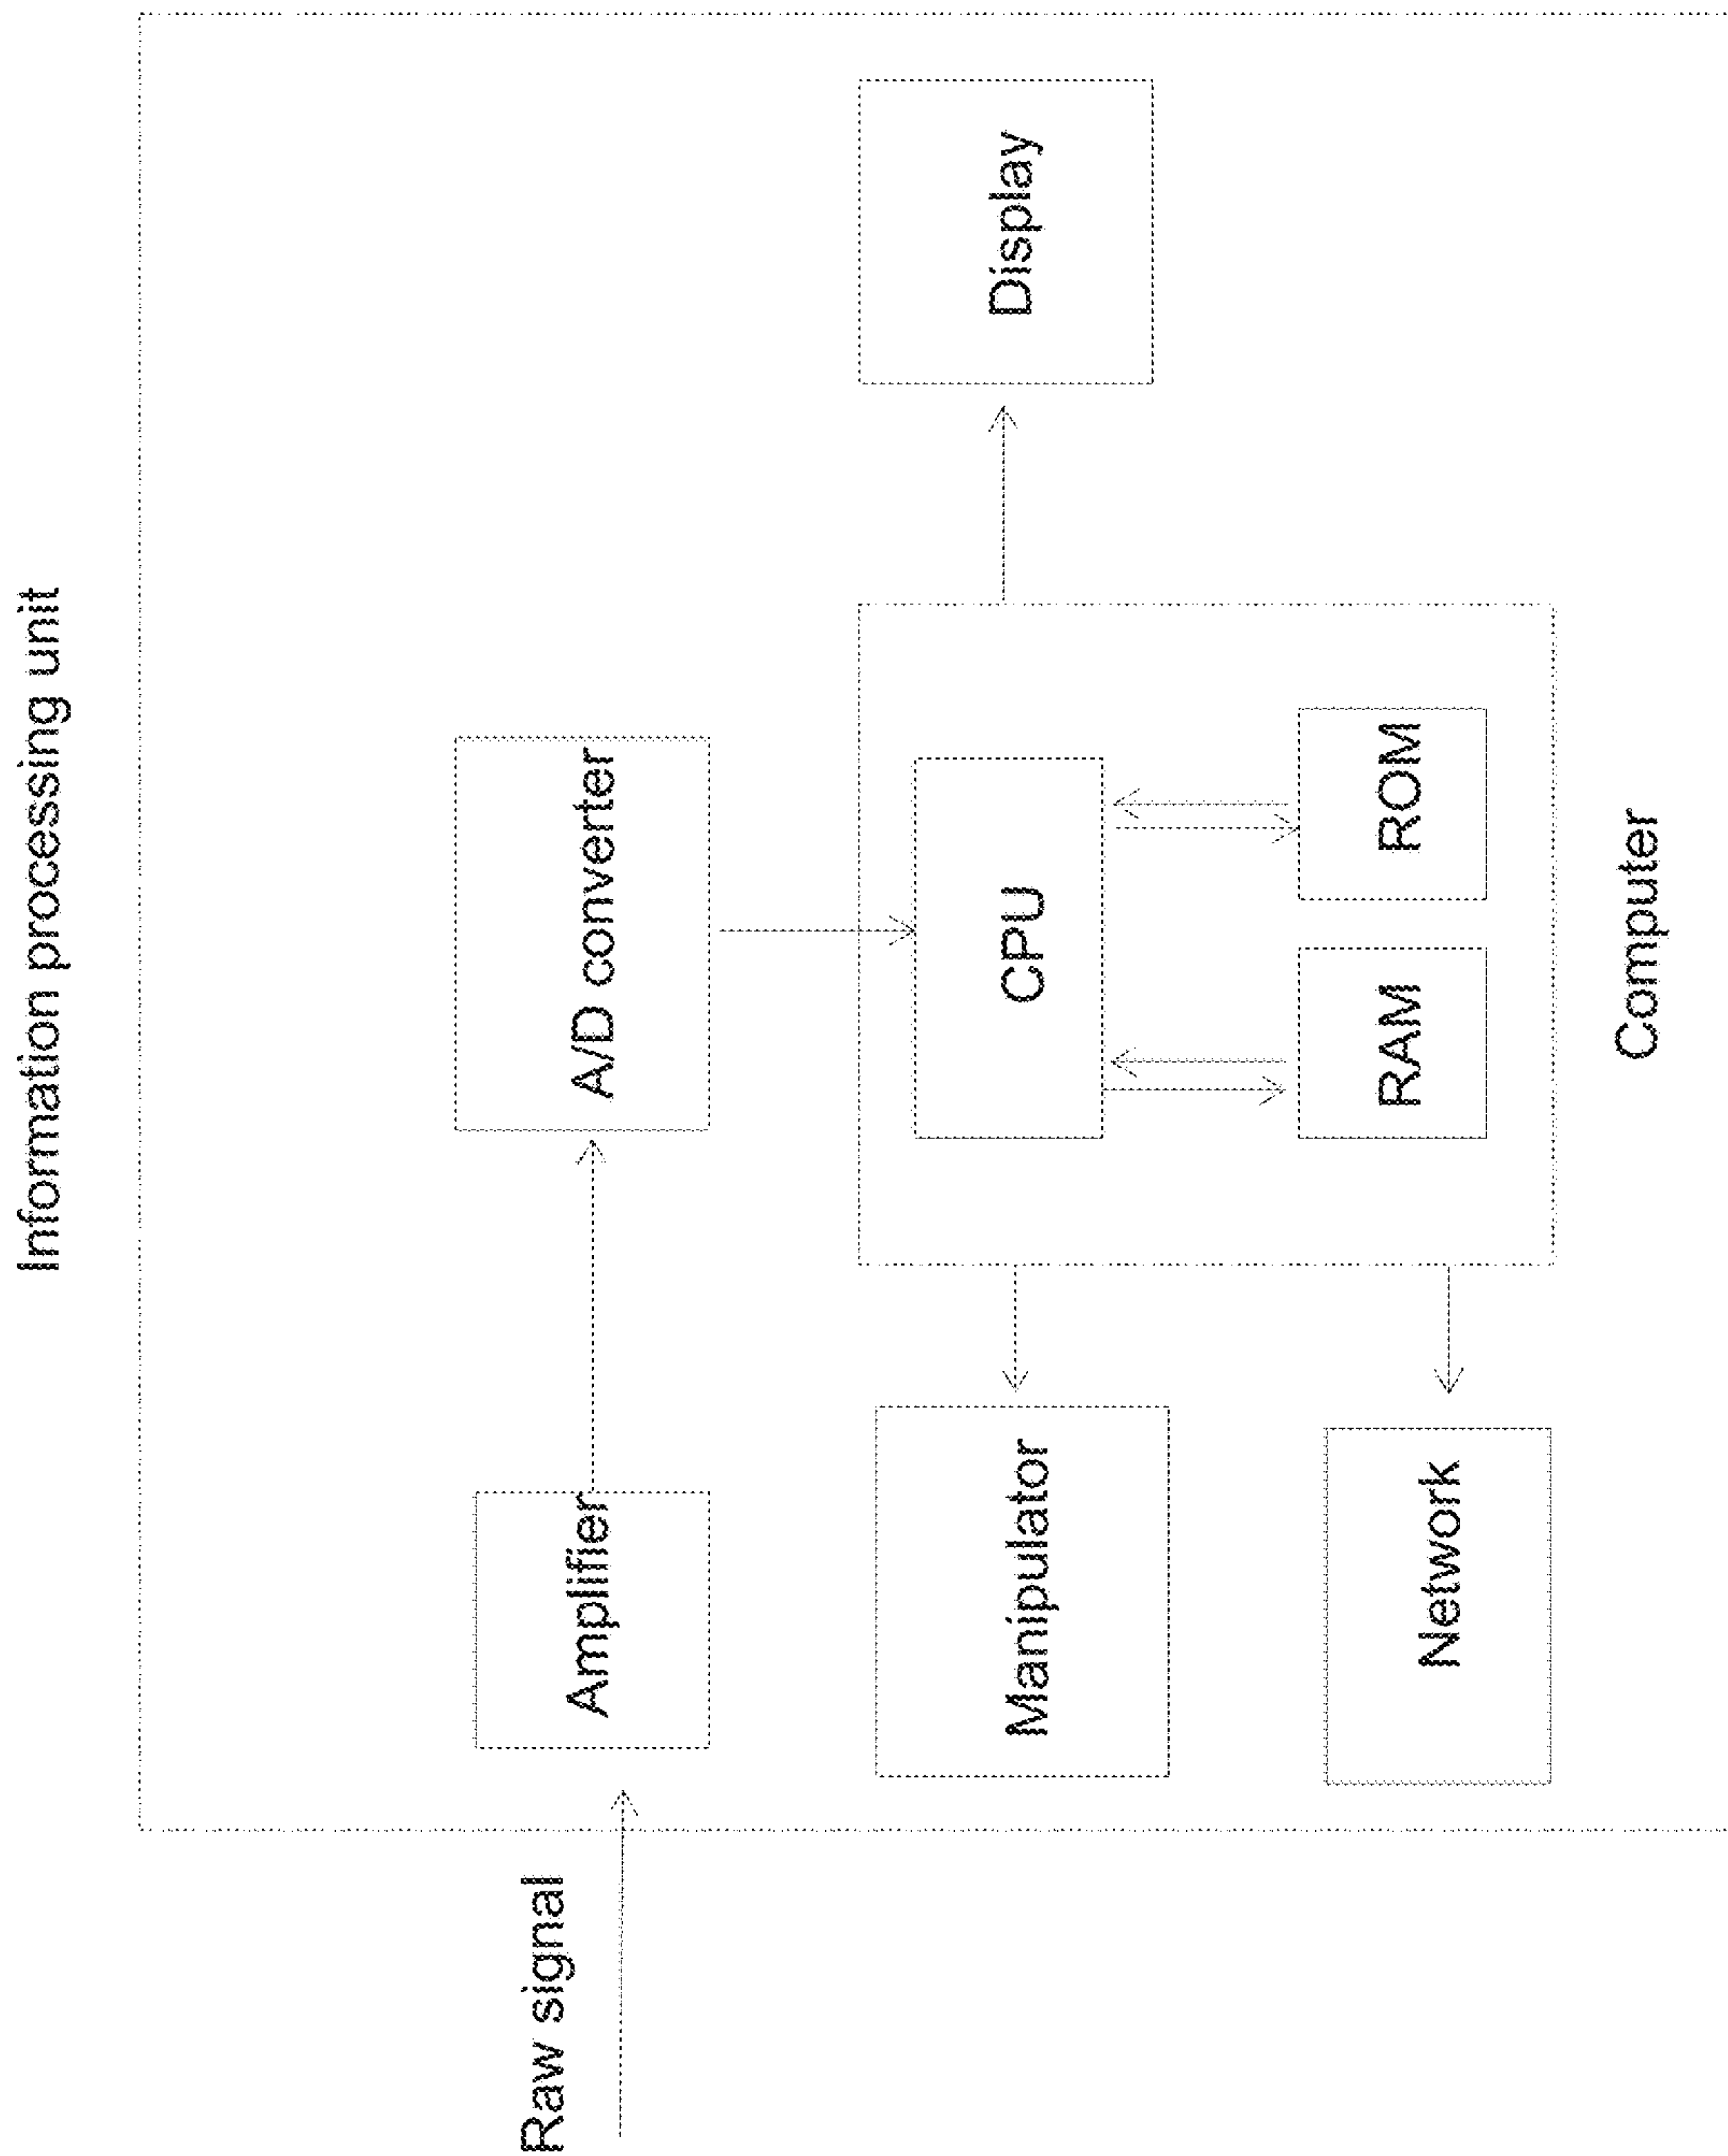 Information processing unit
Raw signal
Amplifier
A/D converter
Manipulator
CPU
Display
Network
RAM
ROM
Computer